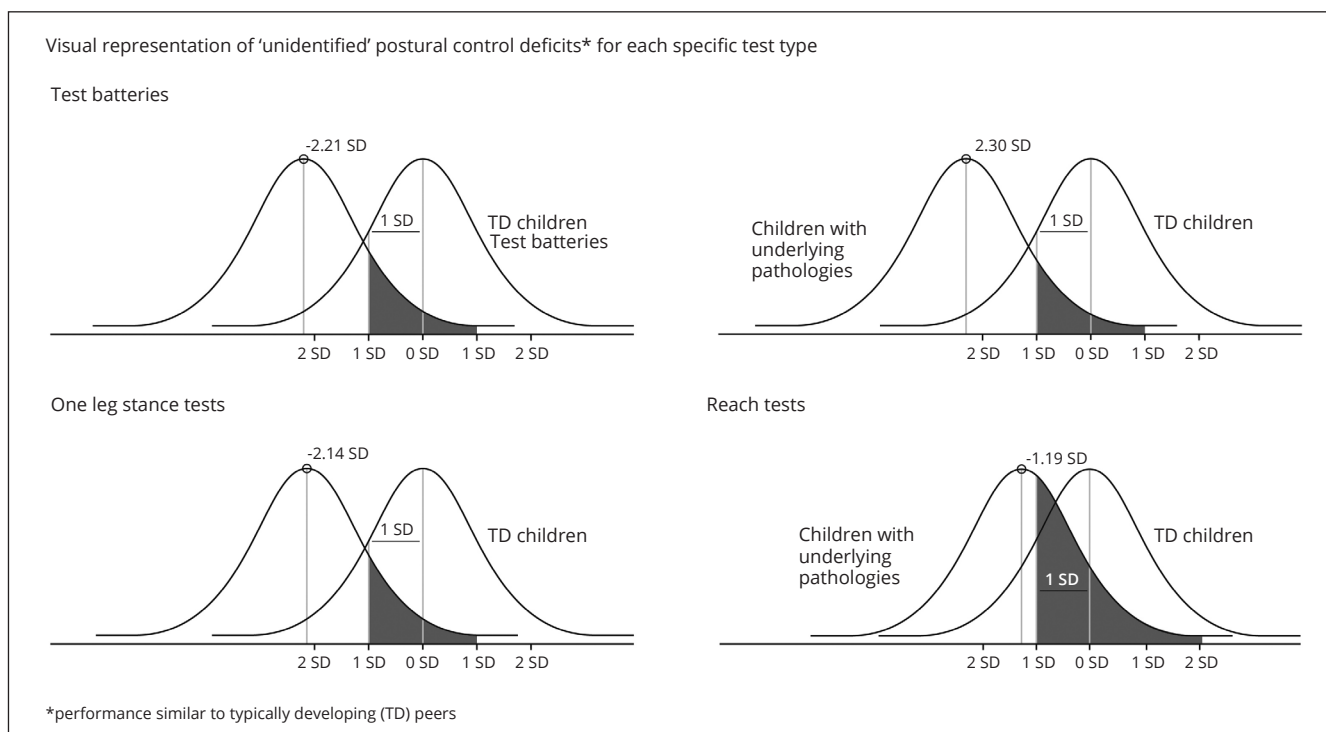 Visual representation of ‘unidentified’ postural control deficits* for each specific test type
Test batteries
-2.21 SD
1 SD
TD children
Test batteries
2 SD 1 SD 0 SD 1 SD 2 SD
2.30 SD
Children with
underlying
pathologies
1 SD
TD children
2 SD 1 SD 0 SD 1 SD 2 SD
One leg stance tests
-2.14 SD
1 SD
TD children
2 SD 1 SD 0 SD 1 SD 2 SD
Reach tests
-1.19 SD
Children with
underlying
pathologies
1 SD
TD children
2 SD 1 SD 0 SD 1 SD 2 SD
*performance similar to typically developing (TD) peers